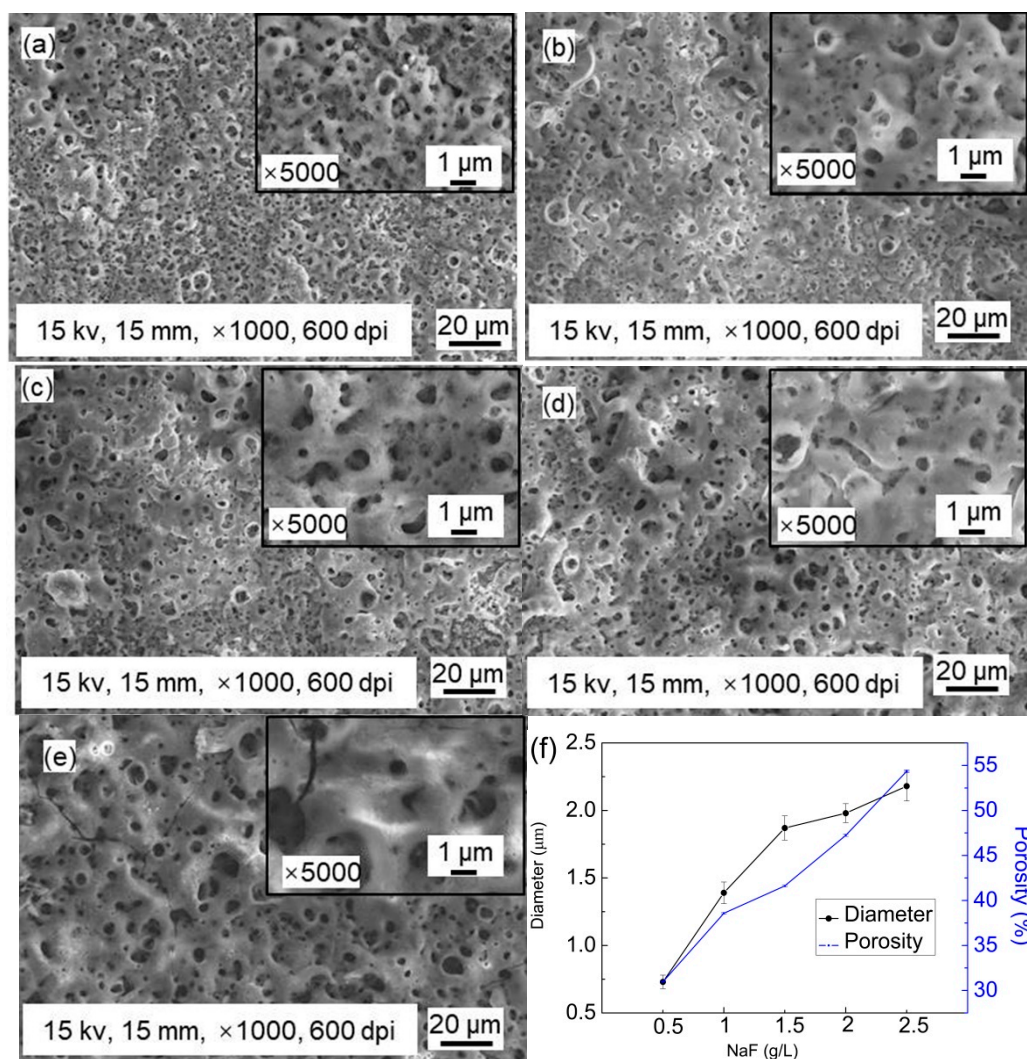 (a)
×5000
1 µm
15 kv, 15 mm, ×1000, 600 dpi
20 µm
(b)
×5000
1 µm
15 kv, 15 mm, ×1000, 600 dpi
20 µm
(c)
×5000
1 µm
15 kv, 15 mm, ×1000, 600 dpi
20 µm
(d)
×5000
1 µm
15 kv, 15 mm, ×1000, 600 dpi
20 µm
(e)
×5000
1 µm
15 kv, 15 mm, ×1000, 600 dpi
20 µm
(f)
2.5
2.0
1.5
1.0
0.5
Diameter (µm)
55
50
45
40
35
30
Porosity (%)
Diameter
Porosity
0.5 1 1.5 2 2.5
NaF (g/L)